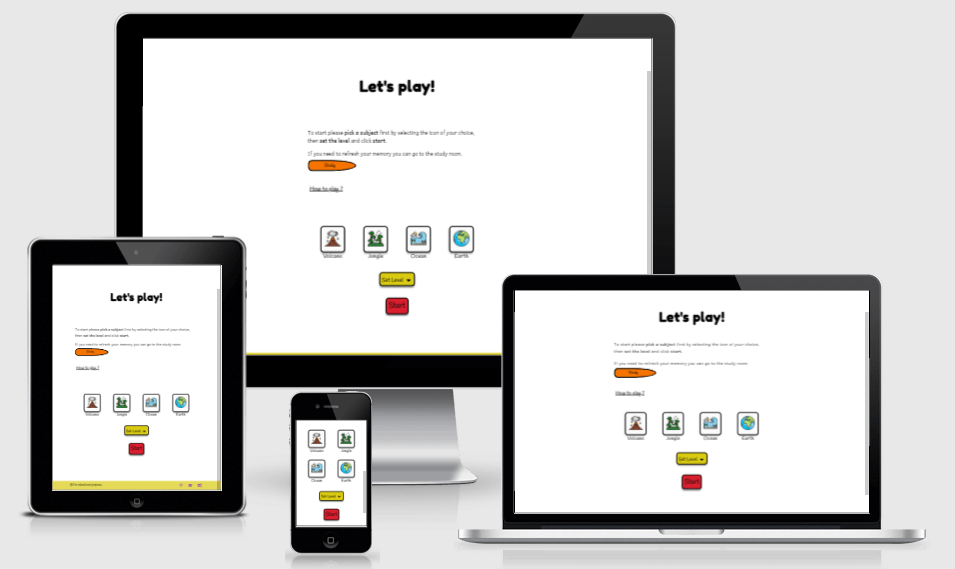 Let's play!
To start please pick a subject first by selecting the icon of your choice,
then set the level and click start.
If you need to refresh your memory you can go to the study room.
Study
How to play ?
Volcano Jungle Ocean Earth
Set Level
Start
Let's play!
To start please pick a subject first by selecting the icon of your choice,
then set the level and click start.
If you need to refresh your memory you can go to the study room.
Study
How to play ?
Volcano Jungle Ocean Earth
Set Level
Start
Volcano Jungle
Ocean Earth
Set Level
Start
Let's play!
To start please pick a subject first by selecting the icon of your choice,
then set the level and click start.
If you need to refresh your memory you can go to the study room.
Study
How to play ?
Volcano Jungle Ocean Earth
Set Level
Start